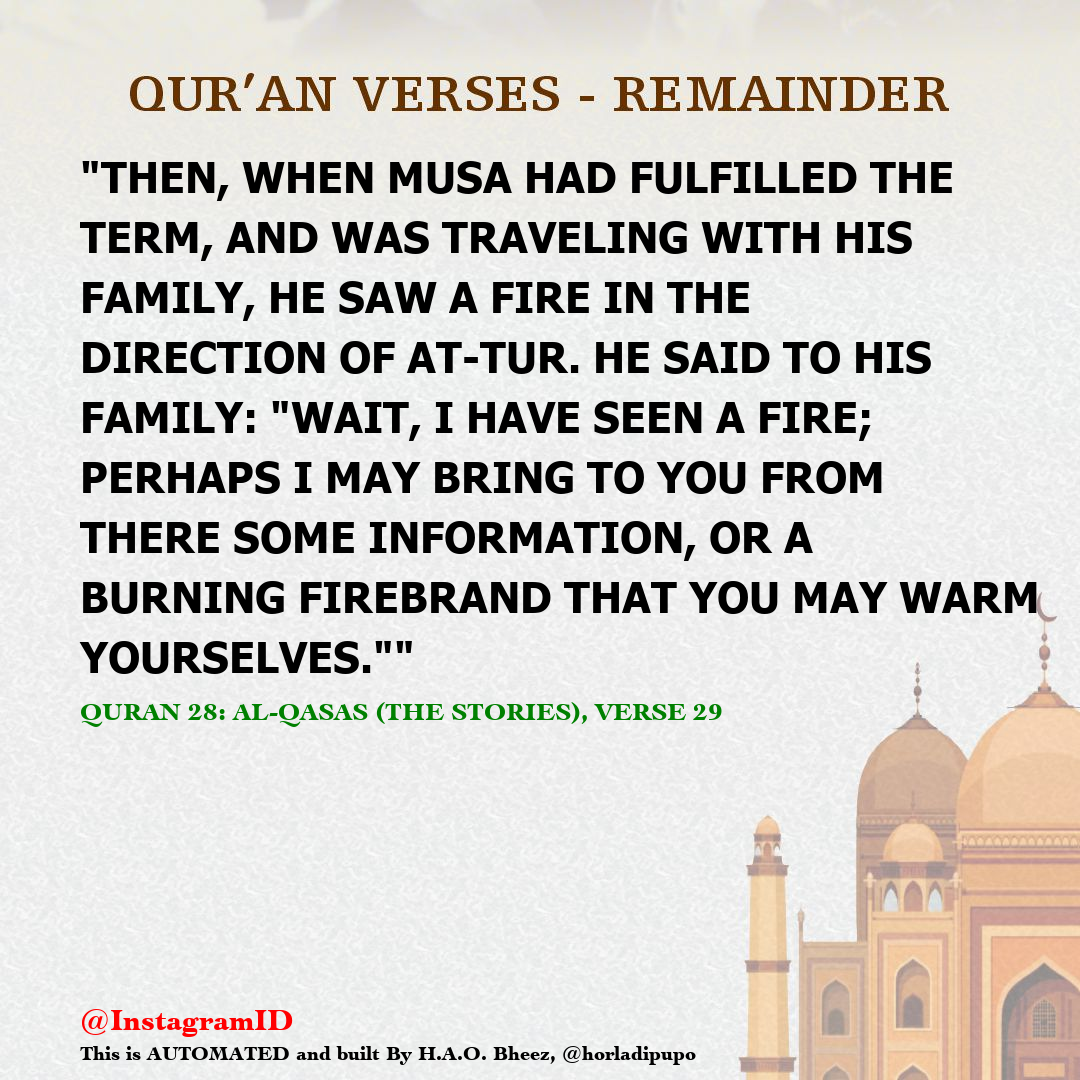 QUR'AN VERSES - REMAINDER
"THEN, WHEN MUSA HAD FULFILLED THE
TERM, AND WAS TRAVELING WITH HIS
FAMILY, HE SAW A FIRE IN THE
DIRECTION OF AT-TUR. HE SAID TO HIS
FAMILY: "WAIT, I HAVE SEEN A FIRE;
PERHAPS I MAY BRING TO YOU FROM
THERE SOME INFORMATION, OR A
BURNING FIREBRAND THAT YOU MAY WARM
YOURSELVES.""
QURAN 28: AL-QASAS (THE STORIES), VERSE 29
@InstagramID
This is AUTOMATED and built By H.A.O. Bheez, @horladipupo